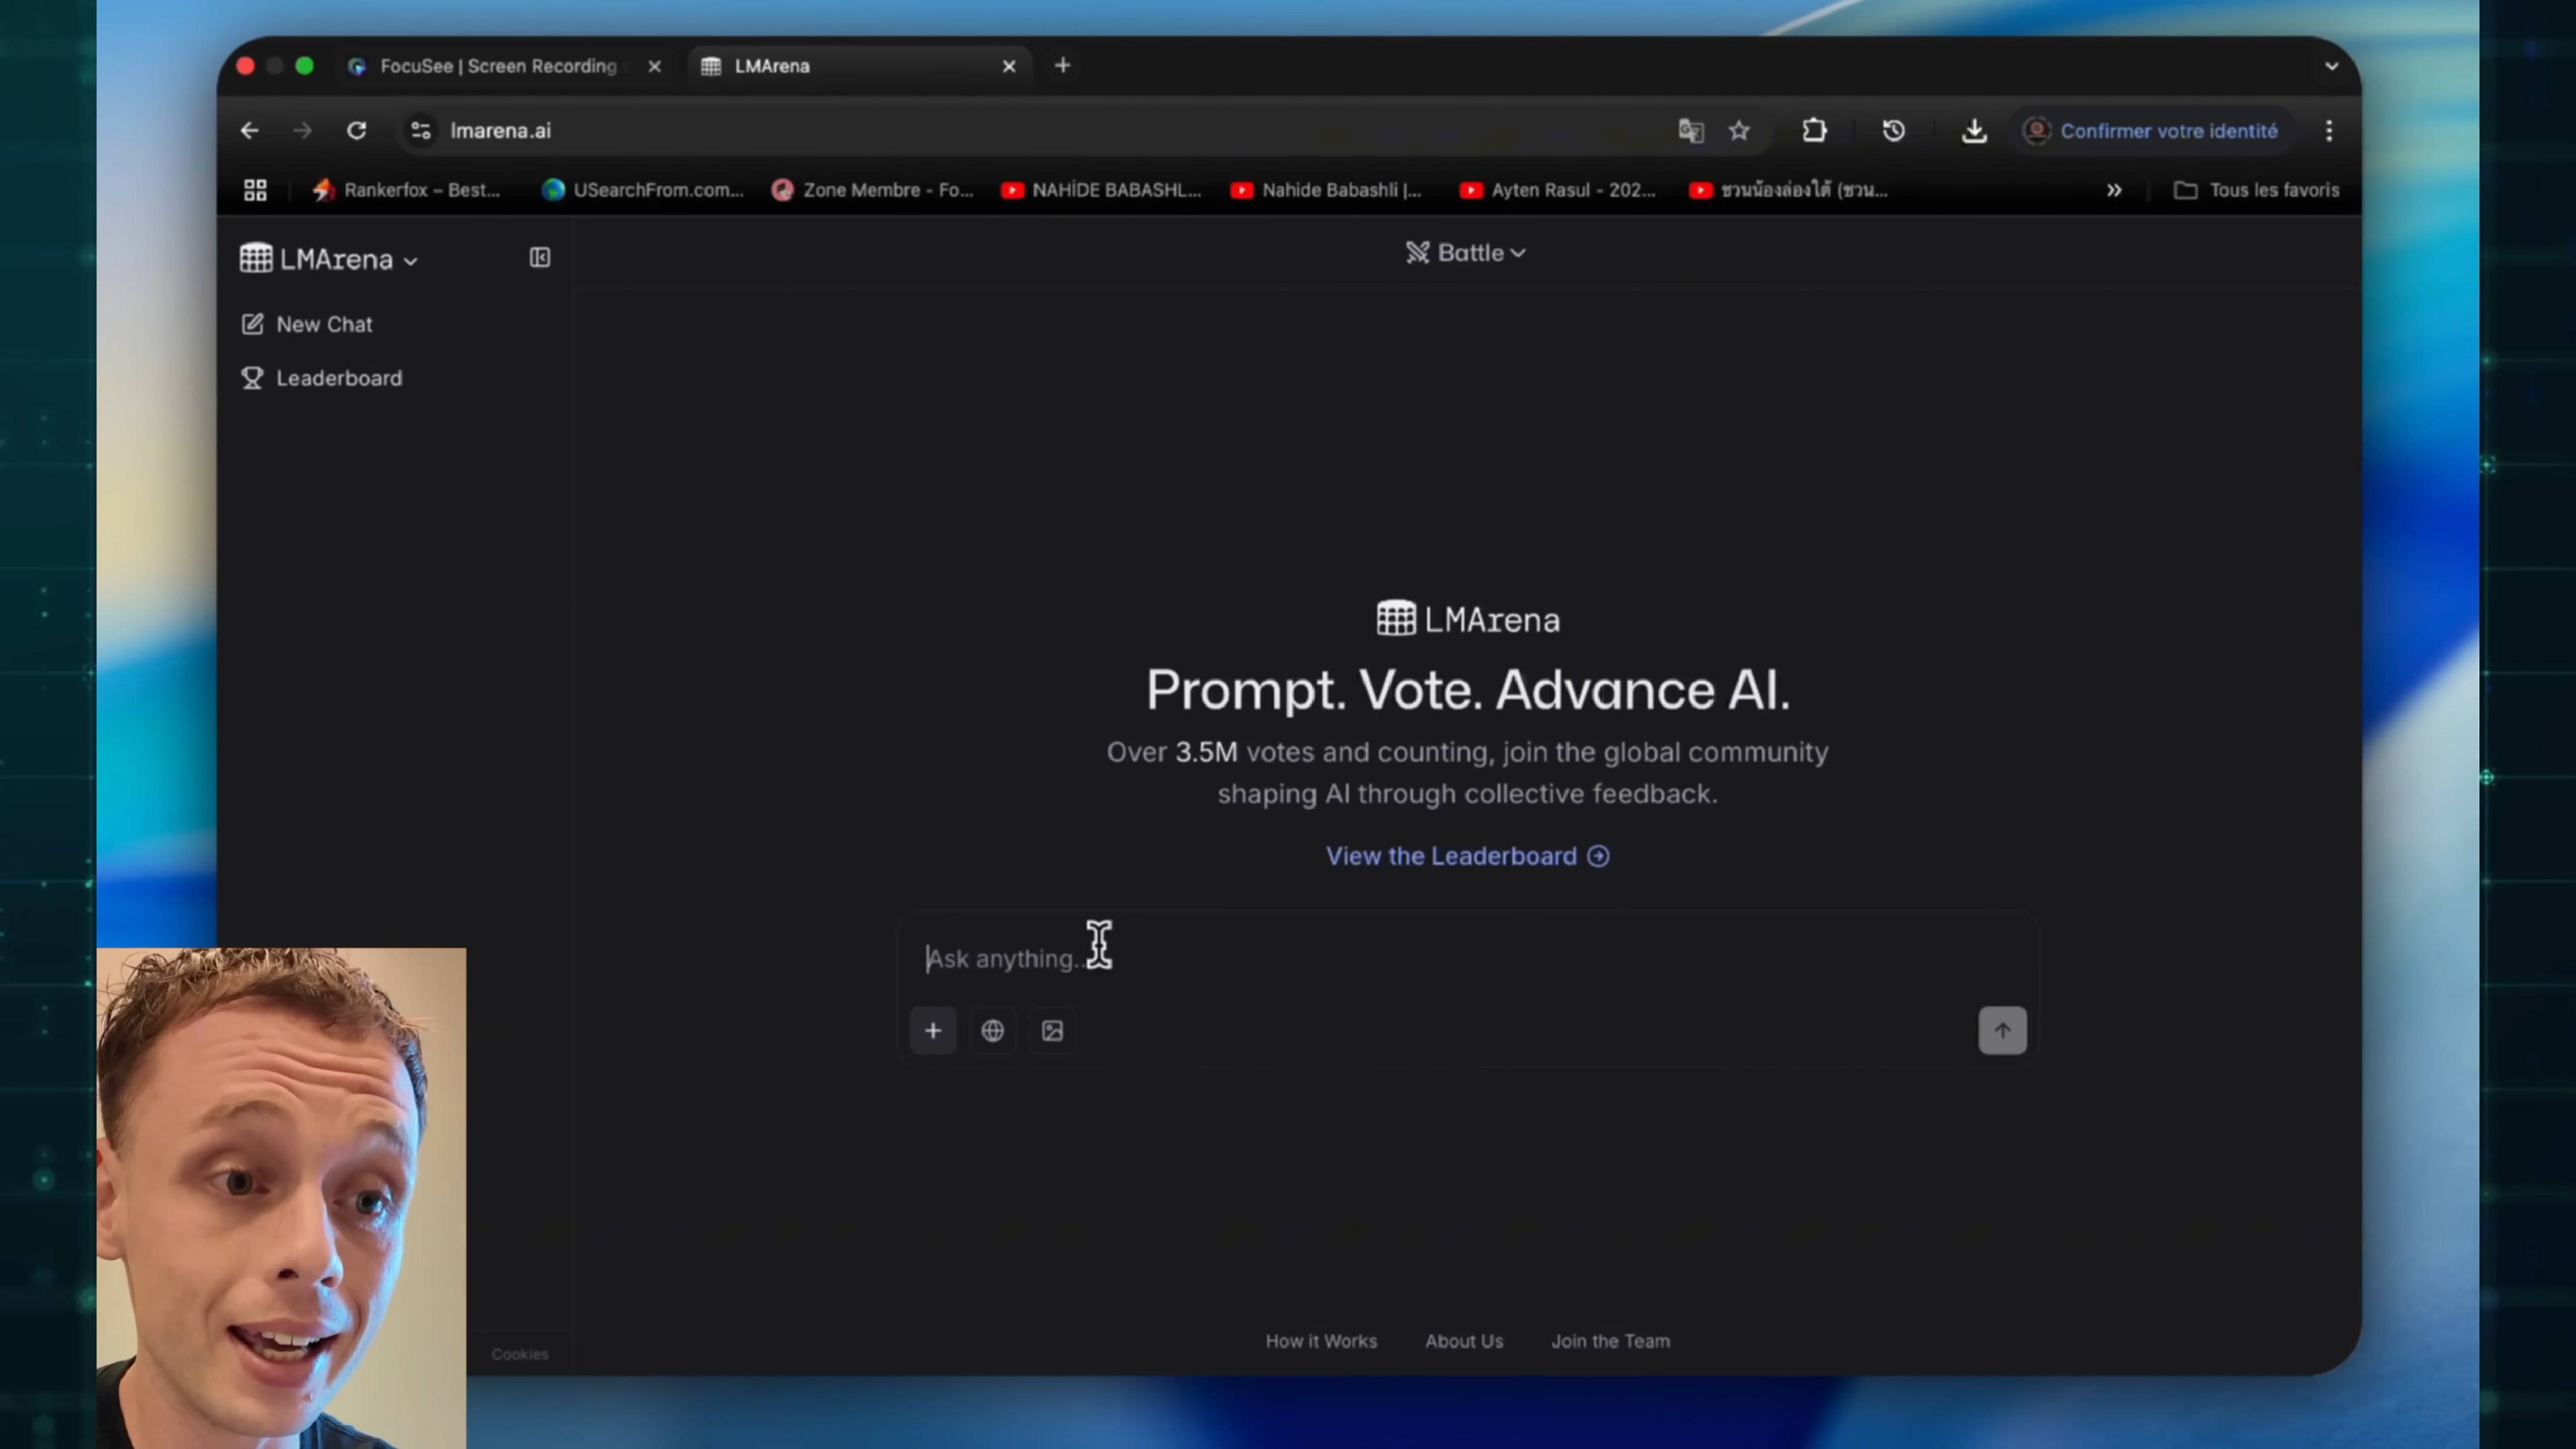 FocuSee | Screen Recording
LMArena
lmarena.ai
Confirmer votre identité
Rankerfox – Best...
USearchFrom.com...
Zone Membre - Fo...
NAHİDE BABASHL...
Nahide Babashli |...
Ayten Rasul - 202...
ชวนน้องล่องใต้ (ชวน...
Tous les favoris
LMArena
Battle
New Chat
Leaderboard
LMArena
Prompt. Vote. Advance AI.
Over 3.5M votes and counting, join the global community
shaping AI through collective feedback.
View the Leaderboard
Ask anything...
How it Works
About Us
Join the Team
Cookies